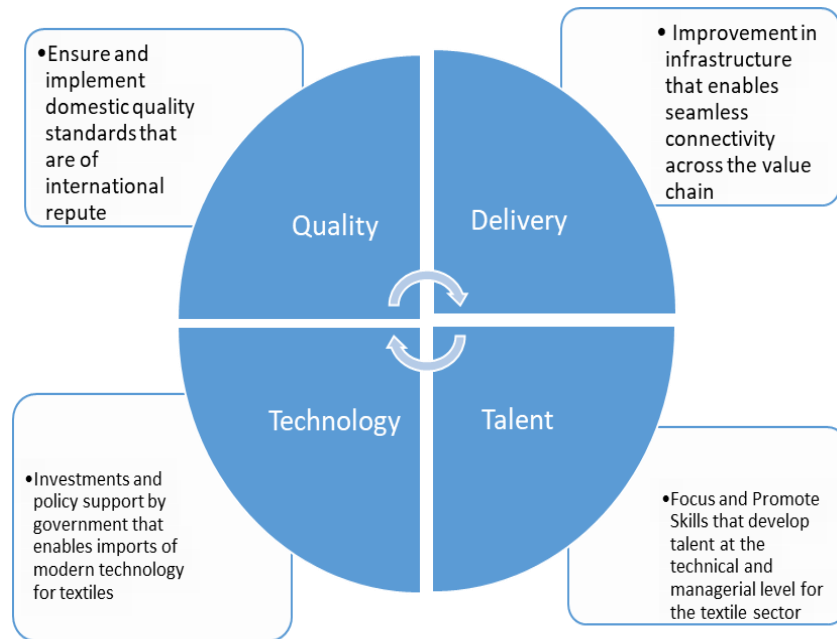 •Ensure and
implement
domestic quality
standards that
are of
international
repute
• Improvement in
infrastructure
that enables
seamless
connectivity
across the value
chain
Quality
Delivery
Technology
Talent
•Investments and
policy support by
government that
enables imports of
modern technology
for textiles
•Focus and Promote
Skills that develop
talent at the
technical and
managerial level for
the textile sector